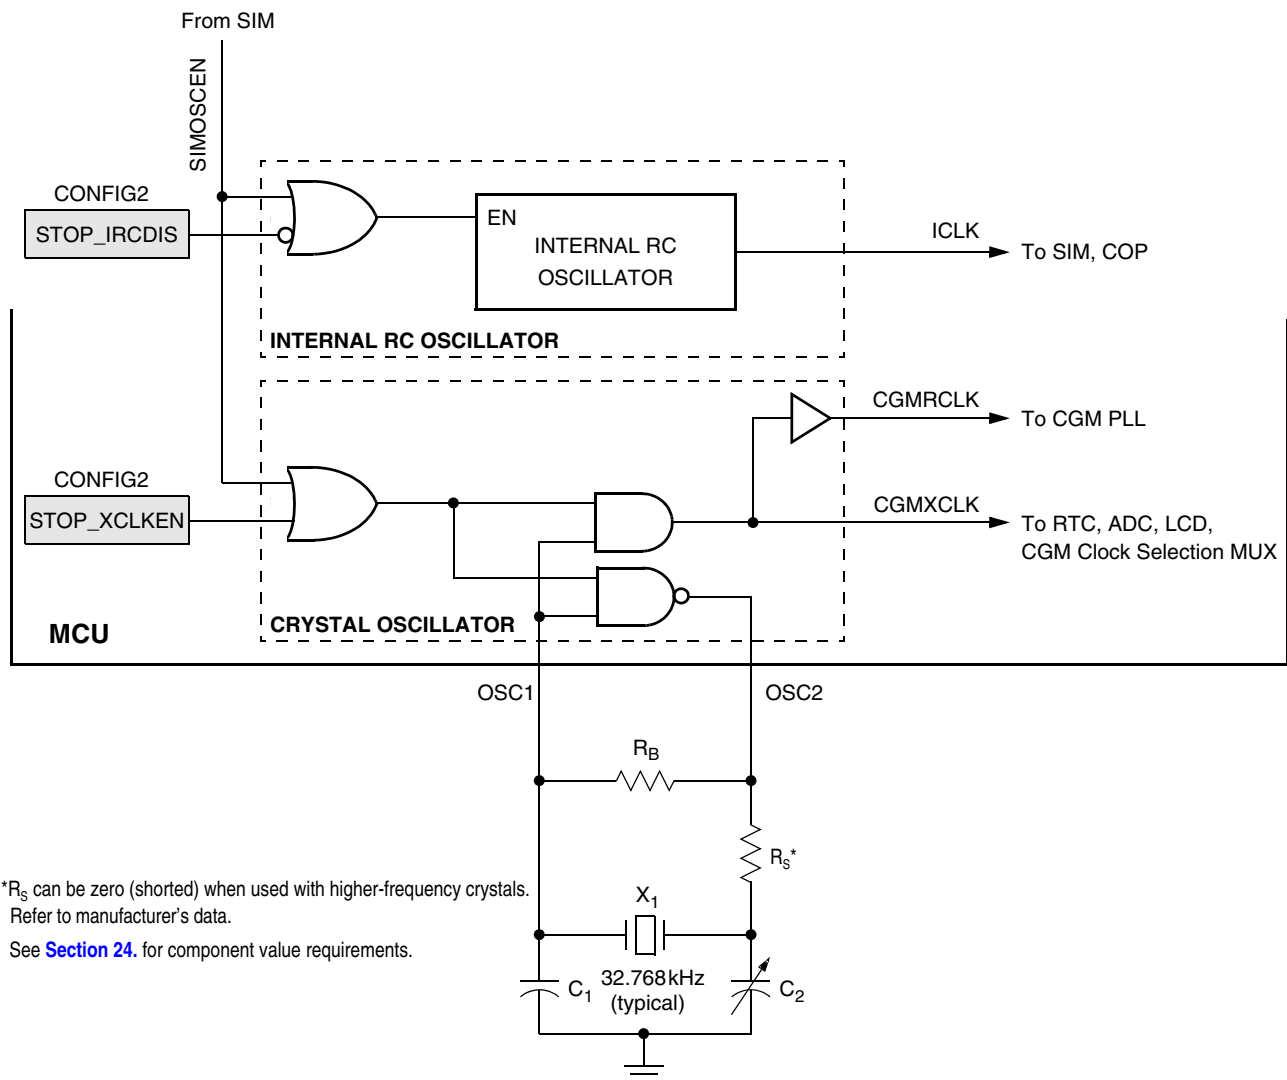 From SIM
SIMOSCEN
CONFIG2
STOP_IRCDIS
EN
INTERNAL RC
OSCILLATOR
ICLK
To SIM, COP
INTERNAL RC OSCILLATOR
CGMRCLK
To CGM PLL
CONFIG2
STOP_XCLKEN
CGMXCLK
To RTC, ADC, LCD,
CGM Clock Selection MUX
CRYSTAL OSCILLATOR
MCU
OSC1
OSC2
RB
RS*
*RS can be zero (shorted) when used with higher-frequency crystals.
Refer to manufacturer's data.
See Section 24. for component value requirements.
X1
32.768kHz
(typical)
C1
C2